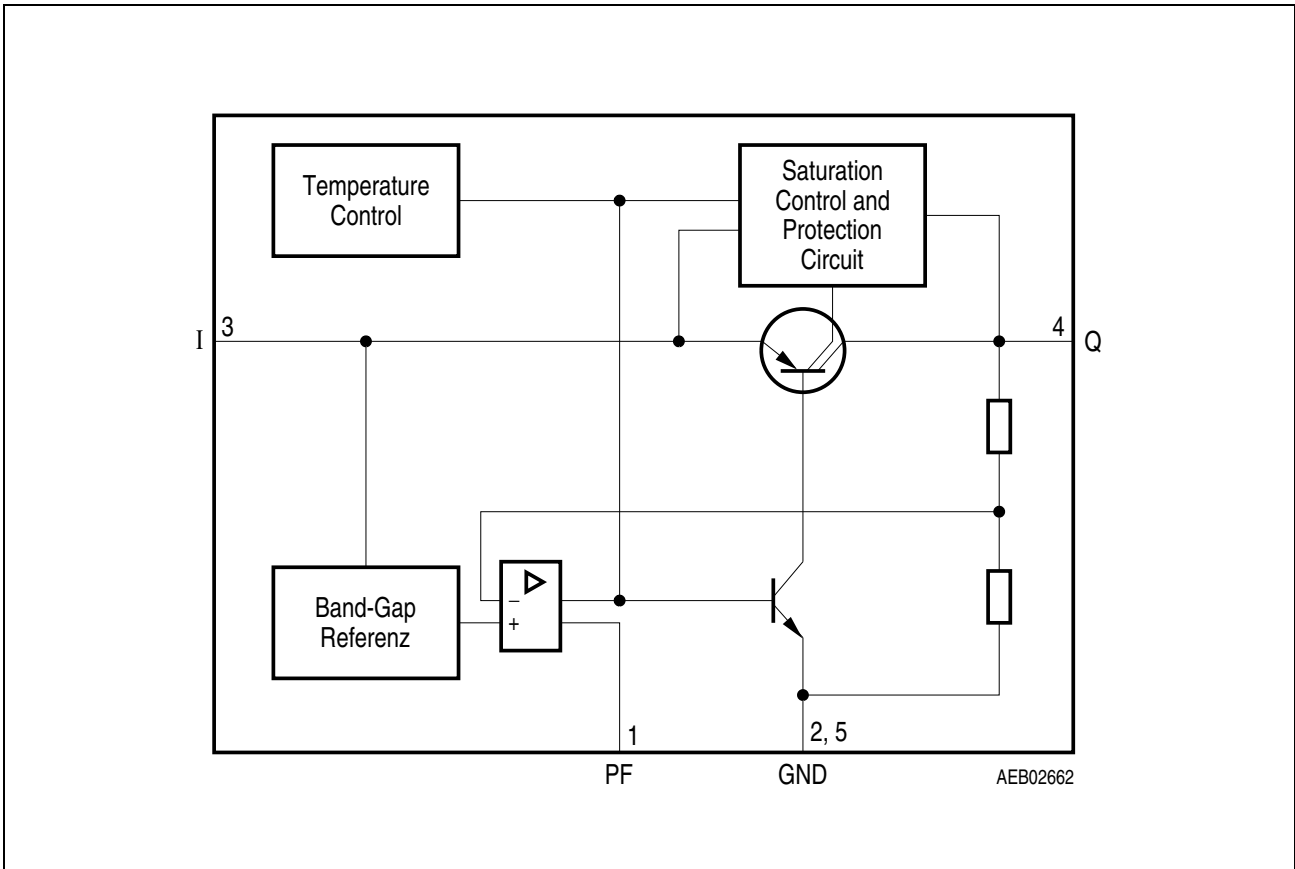 Temperature
Control
Saturation
Control and
Protection
Circuit
I
3
4
Q
Band-Gap
Referenz
–
+
1
2, 5
PF
GND
AEB02662